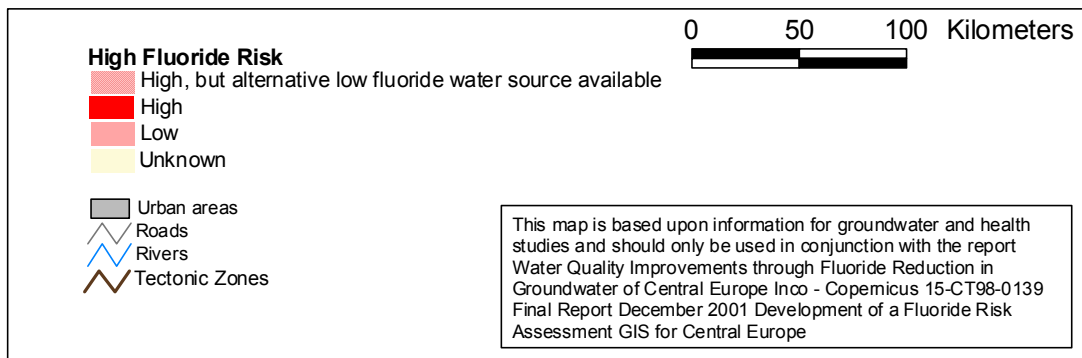 0 50 100 Kilometers
High Fluoride Risk
High, but alternative low fluoride water source available
High
Low
Unknown
Urban areas
Roads
Rivers
Tectonic Zones
This map is based upon information for groundwater and health
studies and should only be used in conjunction with the report
Water Quality Improvements through Fluoride Reduction in
Groundwater of Central Europe Inco - Copernicus 15-CT98-0139
Final Report December 2001 Development of a Fluoride Risk
Assessment GIS for Central Europe